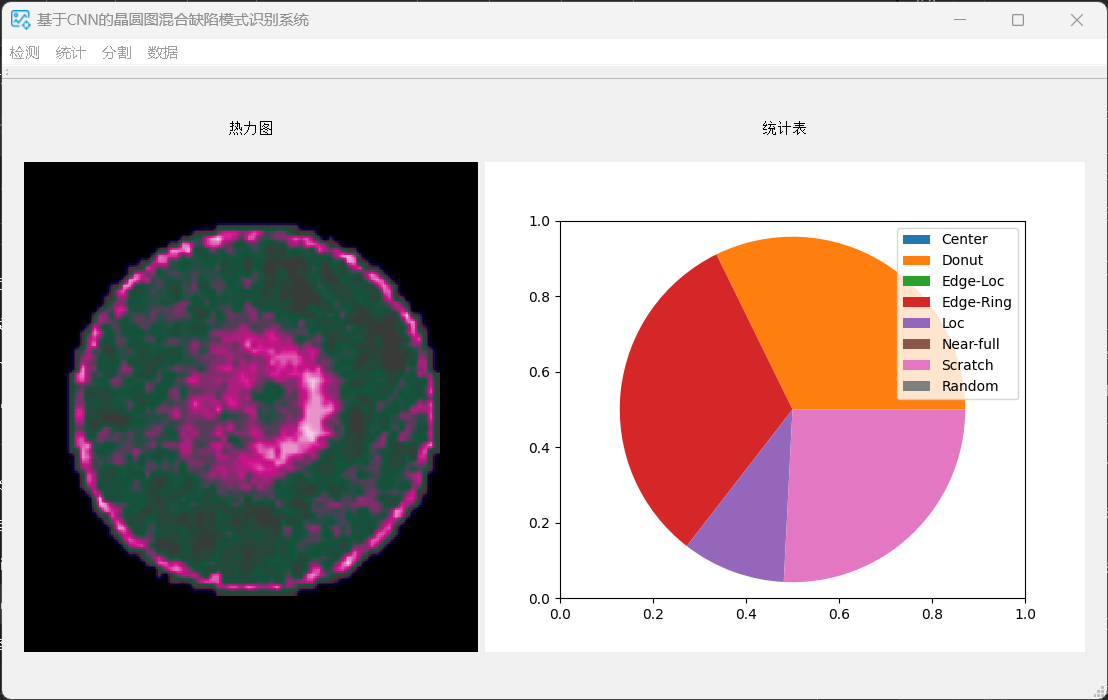 基于CNN的晶圆图混合缺陷模式识别系统
检测 统计 分割 数据
热力图
统计表
1.0
0.8
0.6
0.4
0.2
0.0
0.0 0.2 0.4 0.6 0.8 1.0
Center
Donut
Edge-Loc
Edge-Ring
Loc
Near-full
Scratch
Random